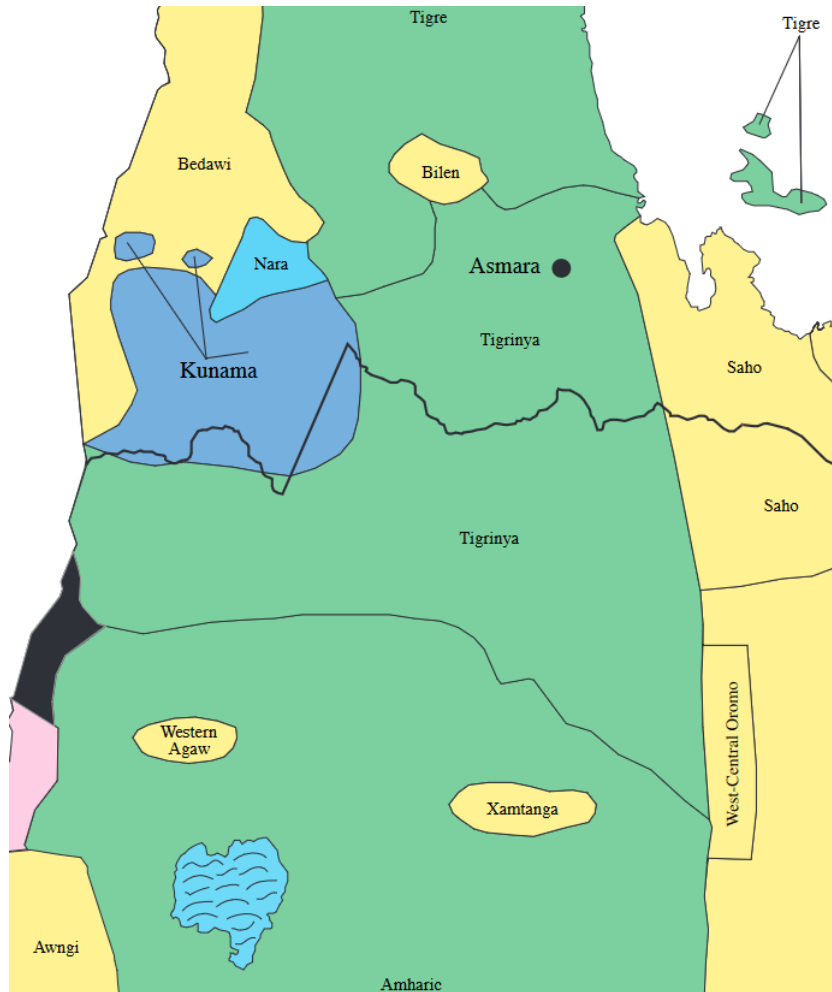 Tigre
Tigre
Bedawi
Bilen
Nara
Asmara
Tigrinya
Kunama
Saho
Saho
Tigrinya
West-Central Oromo
Western
Agaw
Xamtanga
Awngi
Amharic